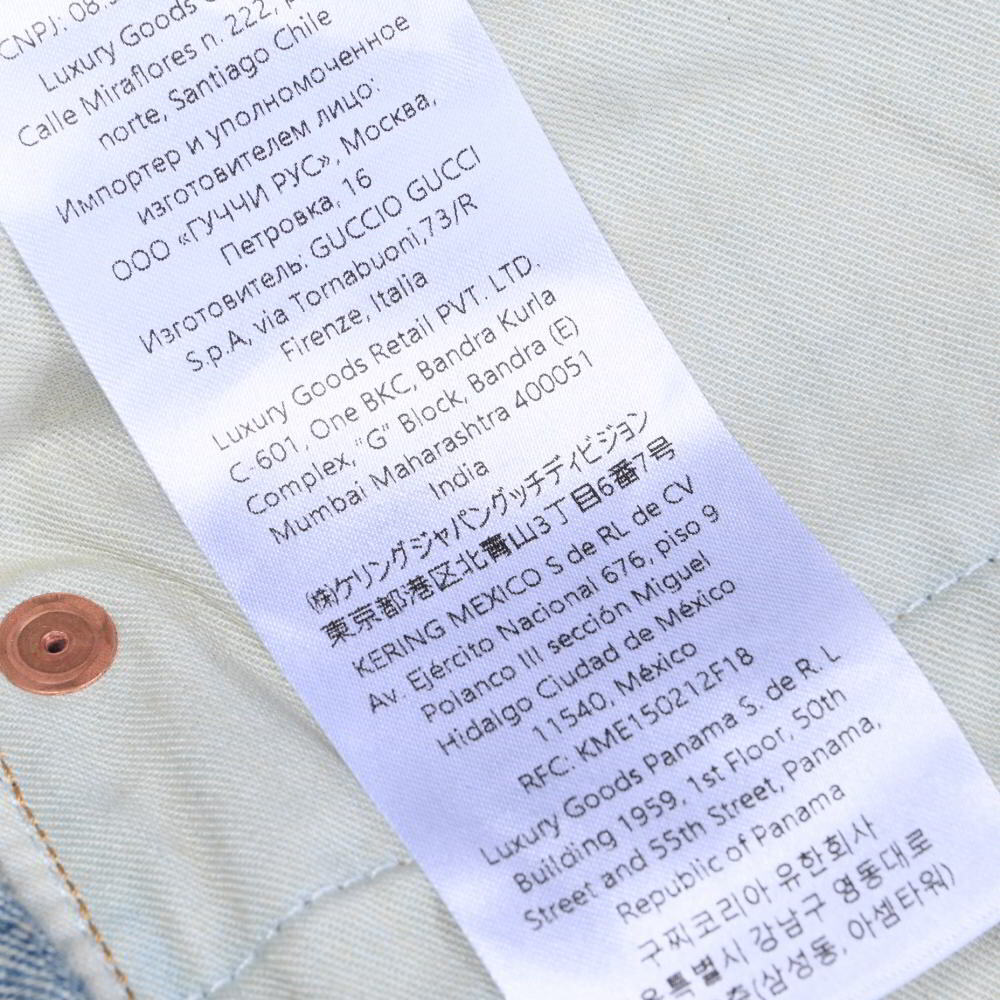 CNPJ: 08.
Luxury Goods
Calle Miraflores n. 222,
norte, Santiago Chile
Импортер и уполномоченное
изготовителем лицо:
ООО «ГУЧЧИ РУС», Москва,
Петровка, 16
Изготовитель: GUCCIO GUCCI
S.p.A, via Tornabuoni,73/R
Firenze, Italia
Luxury Goods Retail PVT. LTD.
C-601, One BKC, Bandra Kurla
Complex, "G" Block, Bandra (E)
Mumbai Maharashtra 400051
India
㈱ケリングジャパングッチディビジョン
東京都港区北青山3丁目6番7号
KERING MEXICO S de RL de CV
Av. Ejército Nacional 676, piso 9
Polanco III sección Miguel
Hidalgo Ciudad de México
11540, México
RFC: KME150212F18
Luxury Goods Panama S. de R. L
Building 1959, 1st Floor, 50th
Street and 55th Street, Panama,
Republic of Panama
구찌코리아 유한회사
울특별시 강남구 영동대로
층(삼성동, 아셈타워)